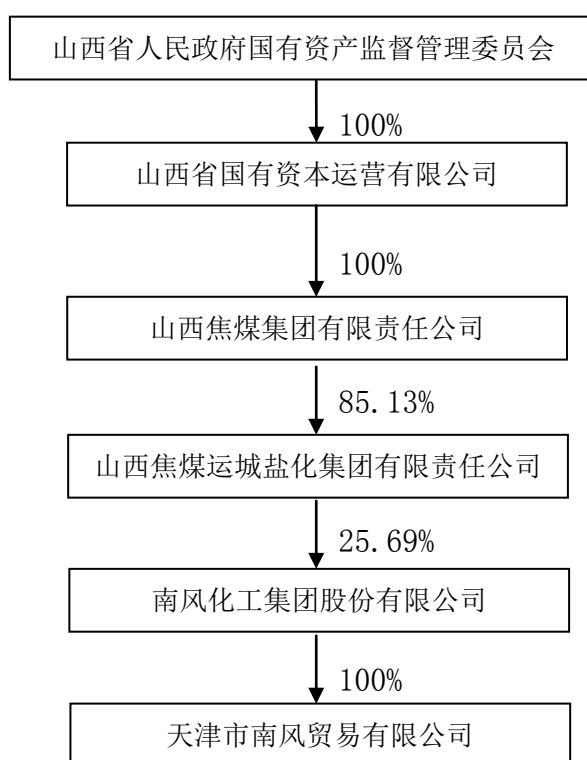 山西省人民政府国有资产监督管理委员会
100%
山西省国有资本运营有限公司
100%
山西焦煤集团有限责任公司
85.13%
山西焦煤运城盐化集团有限责任公司
25.69%
南风化工集团股份有限公司
100%
天津市南风贸易有限公司